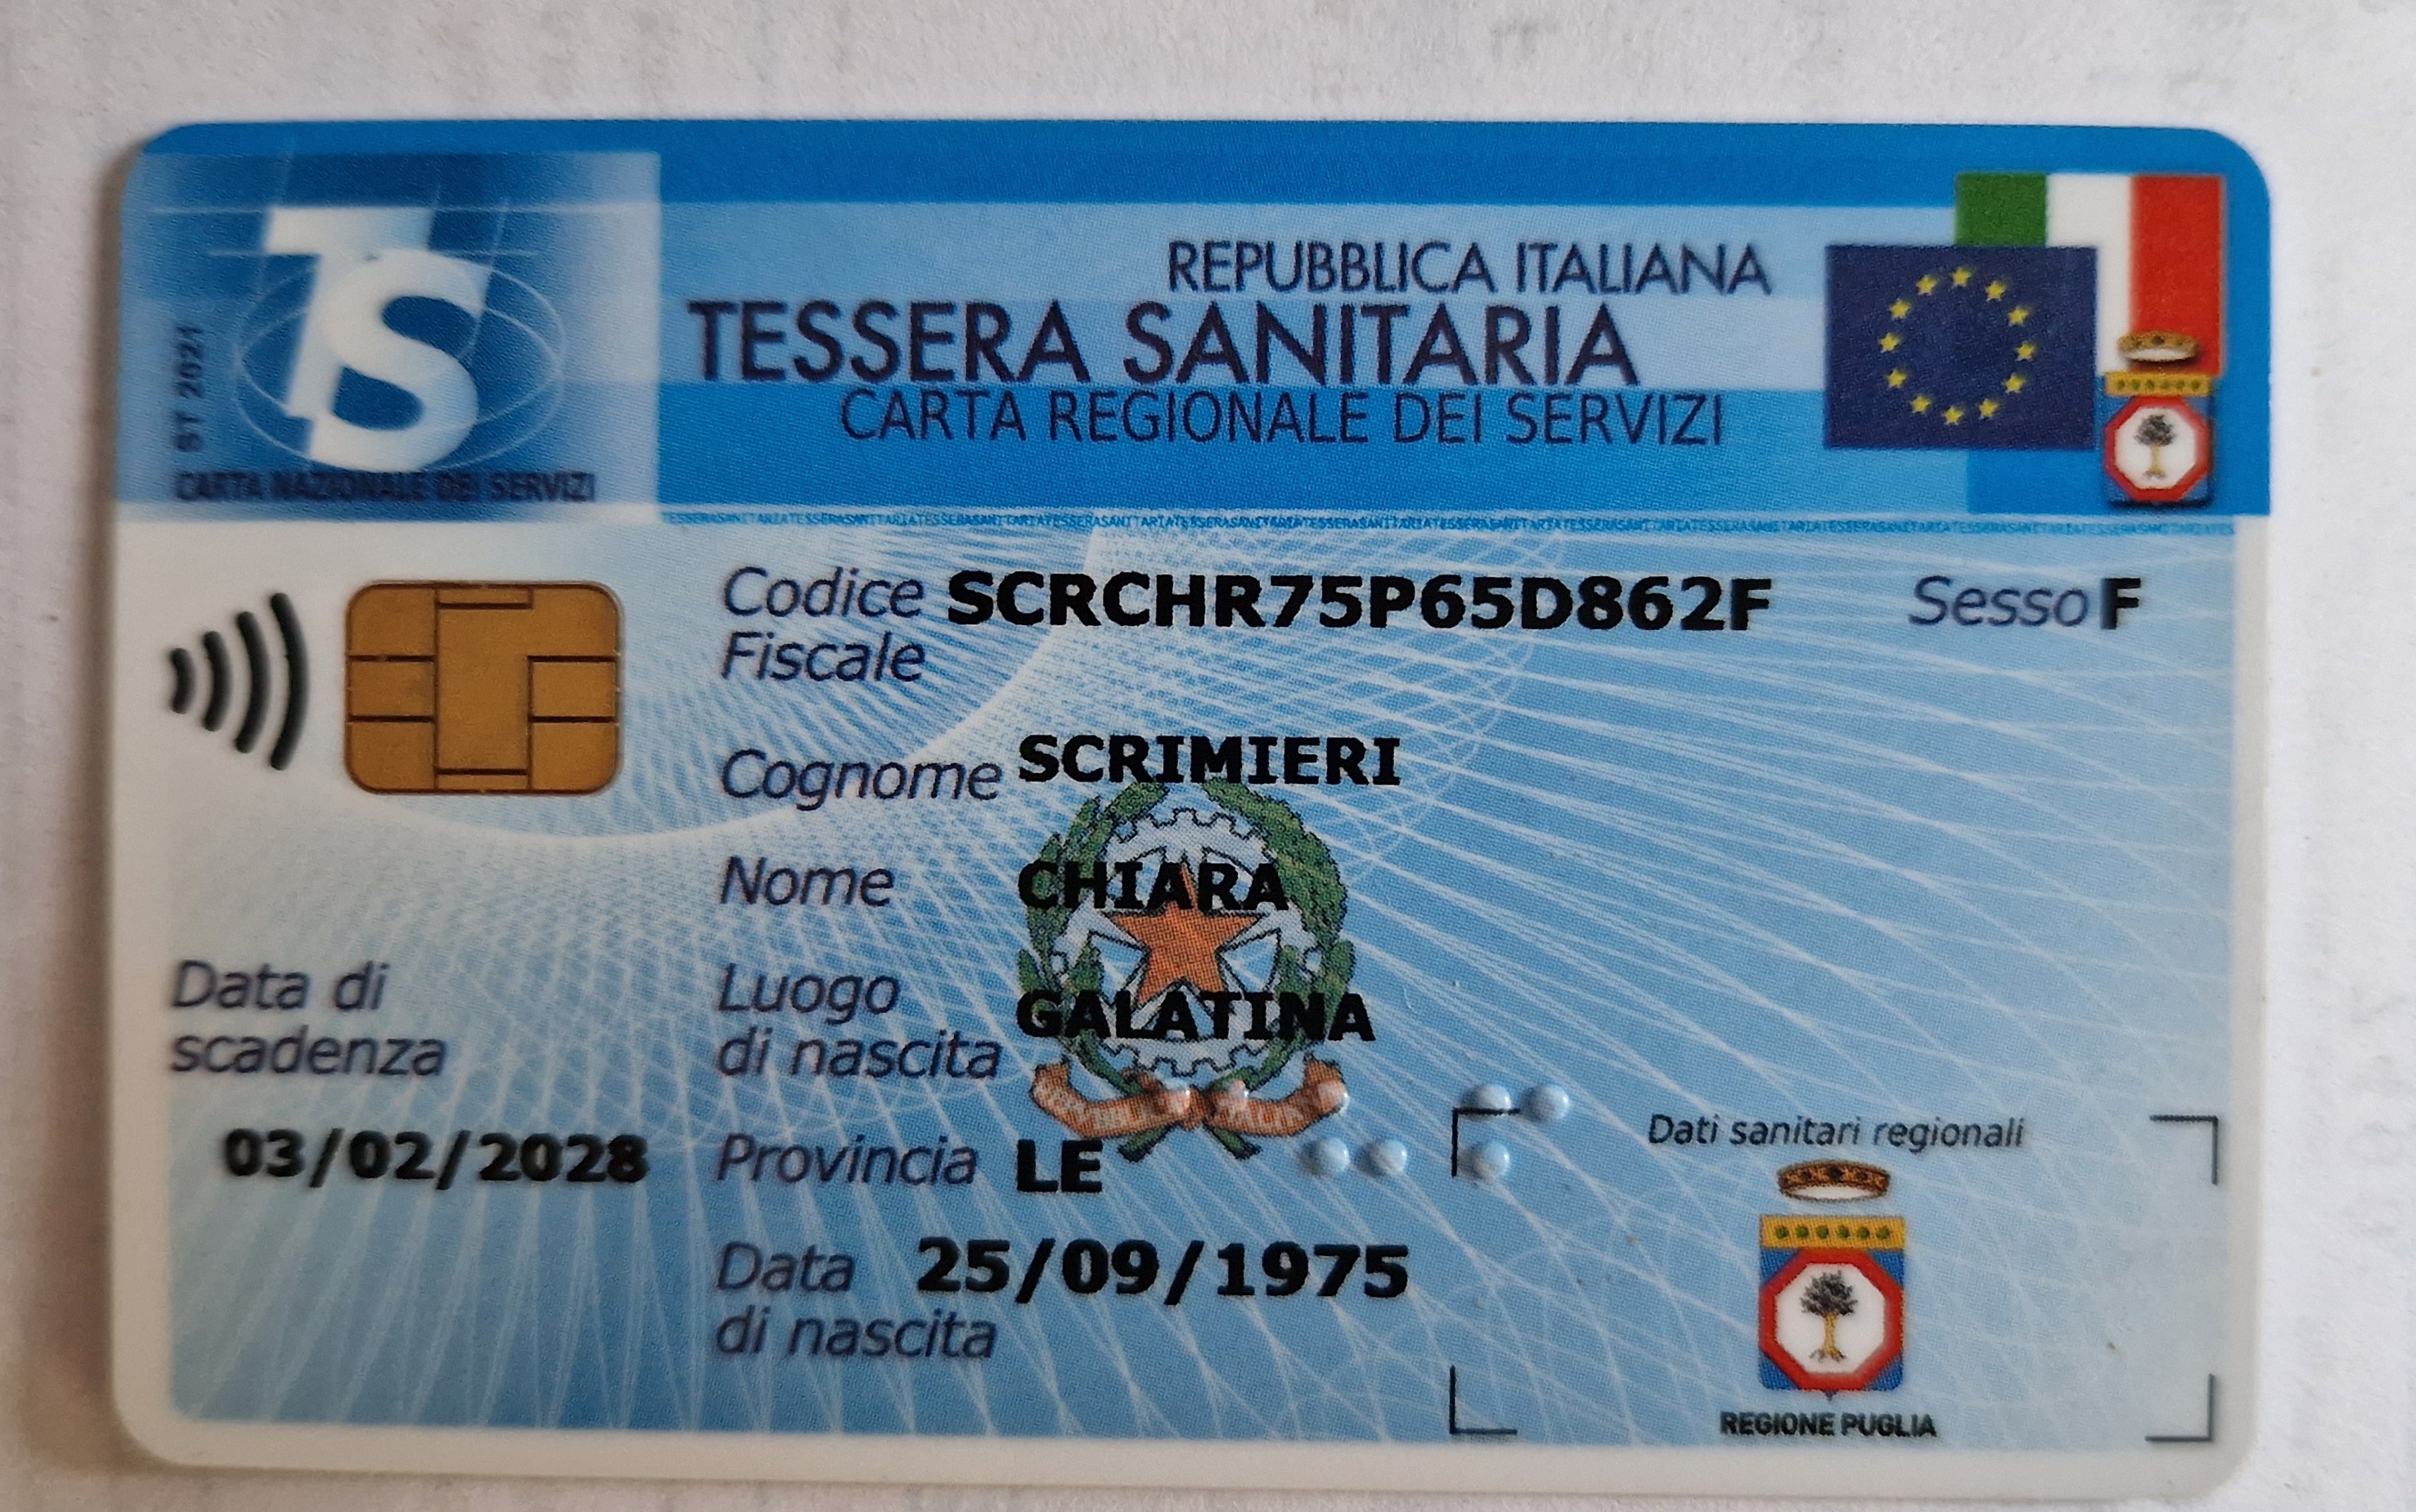 REPUBBLICA ITALIANA
TESSERA SANITARIA
CARTA REGIONALE DEI SERVIZI
TS
ST 2021
CARTA NAZIONALE DEI SERVIZI
Codice Fiscale SCRCHR75P65D862F Sesso F
Cognome SCRIMIERI
Nome CHIARA
Luogo di nascita GALATINA
Provincia LE
Data di nascita 25/09/1975
Data di scadenza
03/02/2028
Dati sanitari regionali
REGIONE PUGLIA